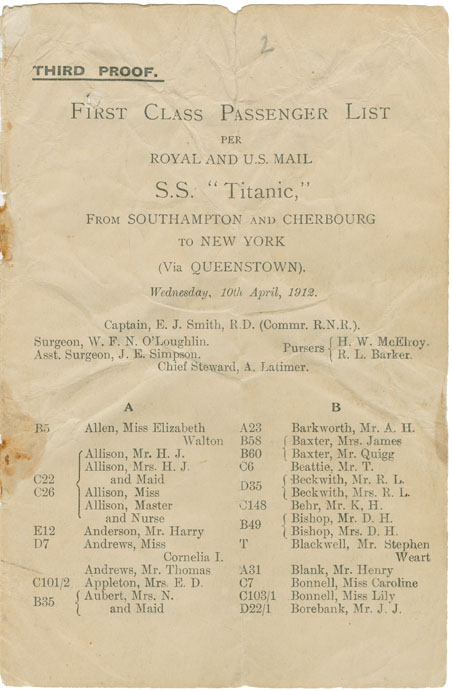 2
THIRD PROOF.
FIRST CLASS PASSENGER LIST
PER
ROYAL AND U.S. MAIL
S.S. "Titanic,"
FROM SOUTHAMPTON AND CHERBOURG
TO NEW YORK
(Via QUEENSTOWN).
Wednesday, 10th April, 1912.
Captain, E. J. Smith, R.D. (Commr. R.N.R.).
Surgeon, W. F. N. O'Loughlin.
Asst. Surgeon, J. E. Simpson.
Pursers { H. W. McElroy.
R. L. Barker.
Chief Steward, A. Latimer.
A
B5 Allen, Miss Elizabeth
Walton
Allison, Mr. H. J.
Allison, Mrs. H. J.
C22 and Maid
C26 Allison, Miss
Allison, Master
and Nurse
E12 Anderson, Mr. Harry
D7 Andrews, Miss
Cornelia I.
Andrews, Mr. Thomas
C101/2 Appleton, Mrs. E. D.
B35 { Aubert, Mrs. N.
and Maid
B
A23 Barkworth, Mr. A. H.
B58 { Baxter, Mrs. James
B60 Baxter, Mr. Quigg
C6 Beattie, Mr. T.
D35 { Beckwith, Mr. R. L.
Beckwith, Mrs. R. L.
C148 Behr, Mr. K, H.
B49 { Bishop, Mr. D. H.
Bishop, Mrs. D. H.
T Blackwell, Mr. Stephen
Weart
A31 Blank, Mr. Henry
C7 Bonnell, Miss Caroline
C103/1 Bonnell, Miss Lily
D22/1 Borebank, Mr. J. J.